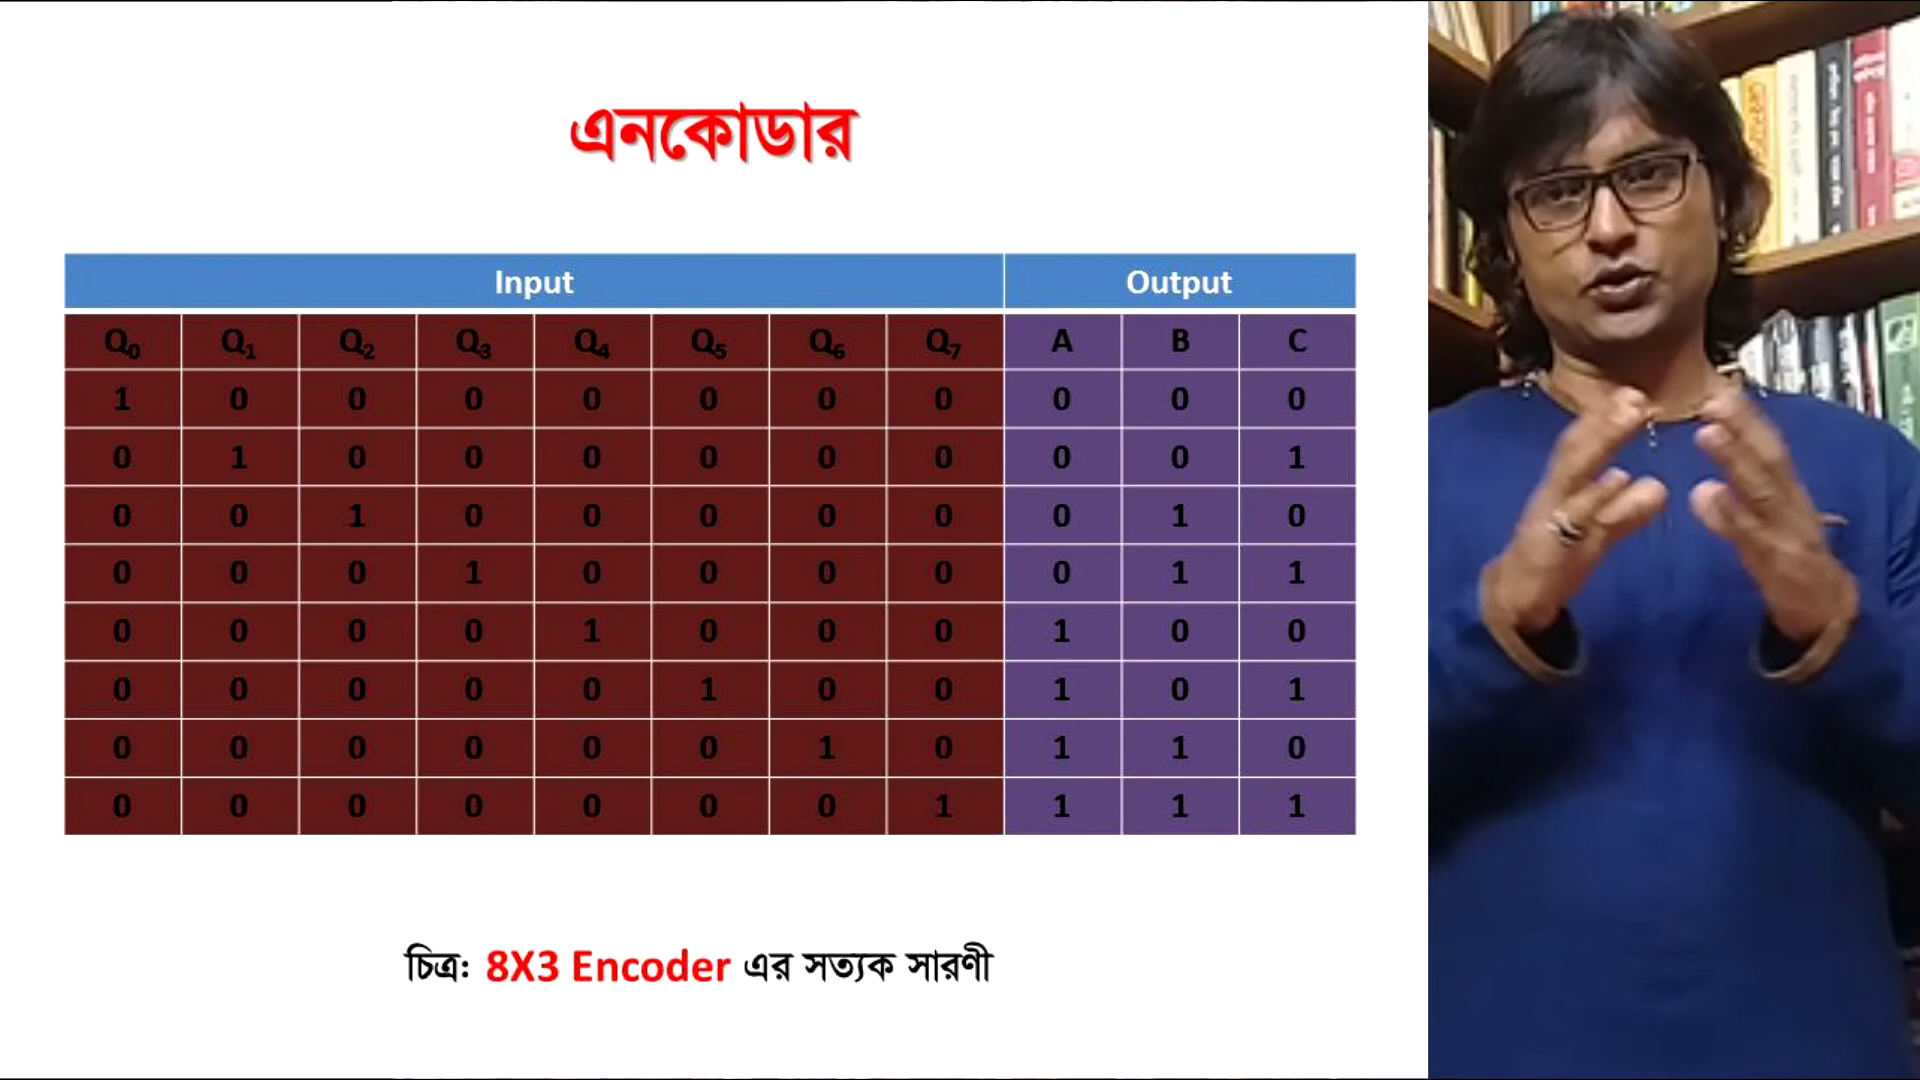 এনকোডার
Input Output
Q0 Q1 Q2 Q3 Q4 Q5 Q6 Q7 A B C
1 0 0 0 0 0 0 0 0 0 0
0 1 0 0 0 0 0 0 0 0 1
0 0 1 0 0 0 0 0 0 1 0
0 0 0 1 0 0 0 0 0 1 1
0 0 0 0 1 0 0 0 1 0 0
0 0 0 0 0 1 0 0 1 0 1
0 0 0 0 0 0 1 0 1 1 0
0 0 0 0 0 0 0 1 1 1 1
চিত্র: 8X3 Encoder এর সত্যক সারণী